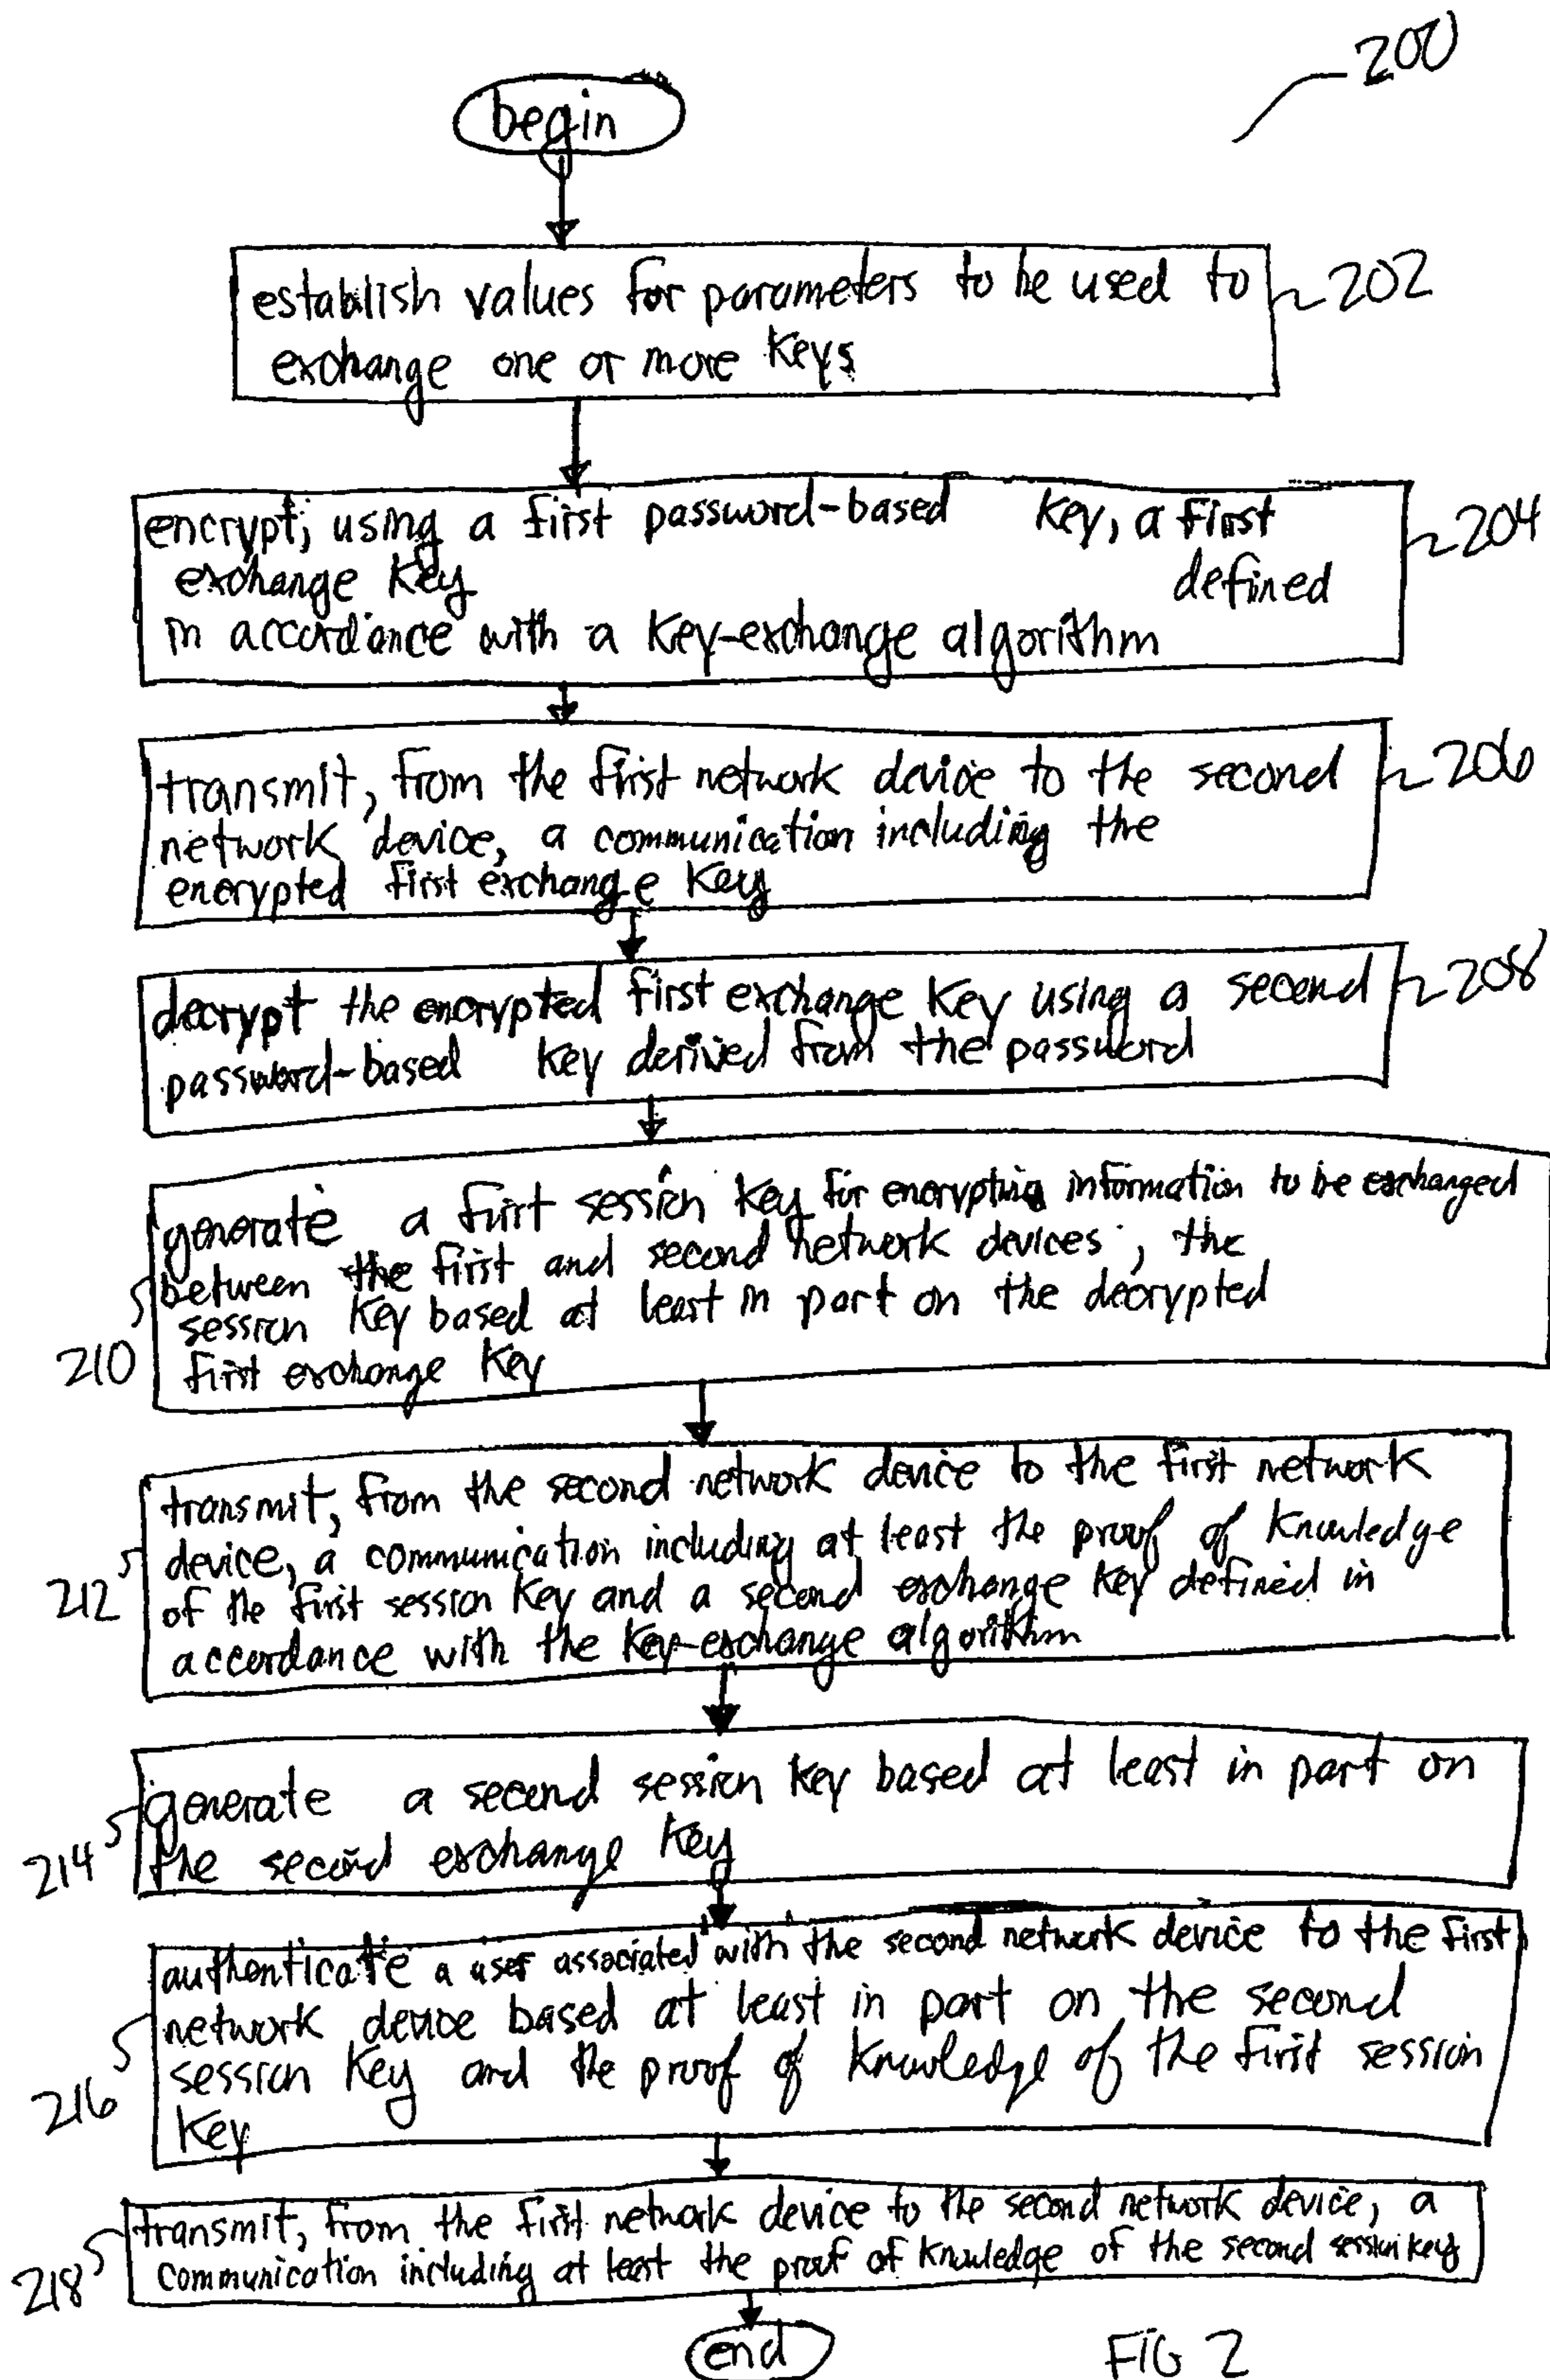 200
begin
establish values for parameters to be used to
exchange one or more keys
202
encrypt, using a first password-based key, a first
exchange key defined
in accordance with a key-exchange algorithm
204
transmit, from the first network device to the second
network device, a communication including the
encrypted first exchange key
206
decrypt the encrypted first exchange key using a second
password-based key derived from the password
208
generate a first session key for encrypting information to be exchanged
between the first and second network devices, the
session key based at least in part on the decrypted
first exchange key
210
transmit, from the second network device to the first network
device, a communication including at least the proof of knowledge
of the first session key and a second exchange key defined in
accordance with the key-exchange algorithm
212
generate a second session key based at least in part on
the second exchange key
214
authenticate a user associated with the second network device to the first
network device based at least in part on the second
session key and the proof of knowledge of the first session
key
216
transmit, from the first network device to the second network device, a
communication including at least the proof of knowledge of the second session key
218
end
FIG 2